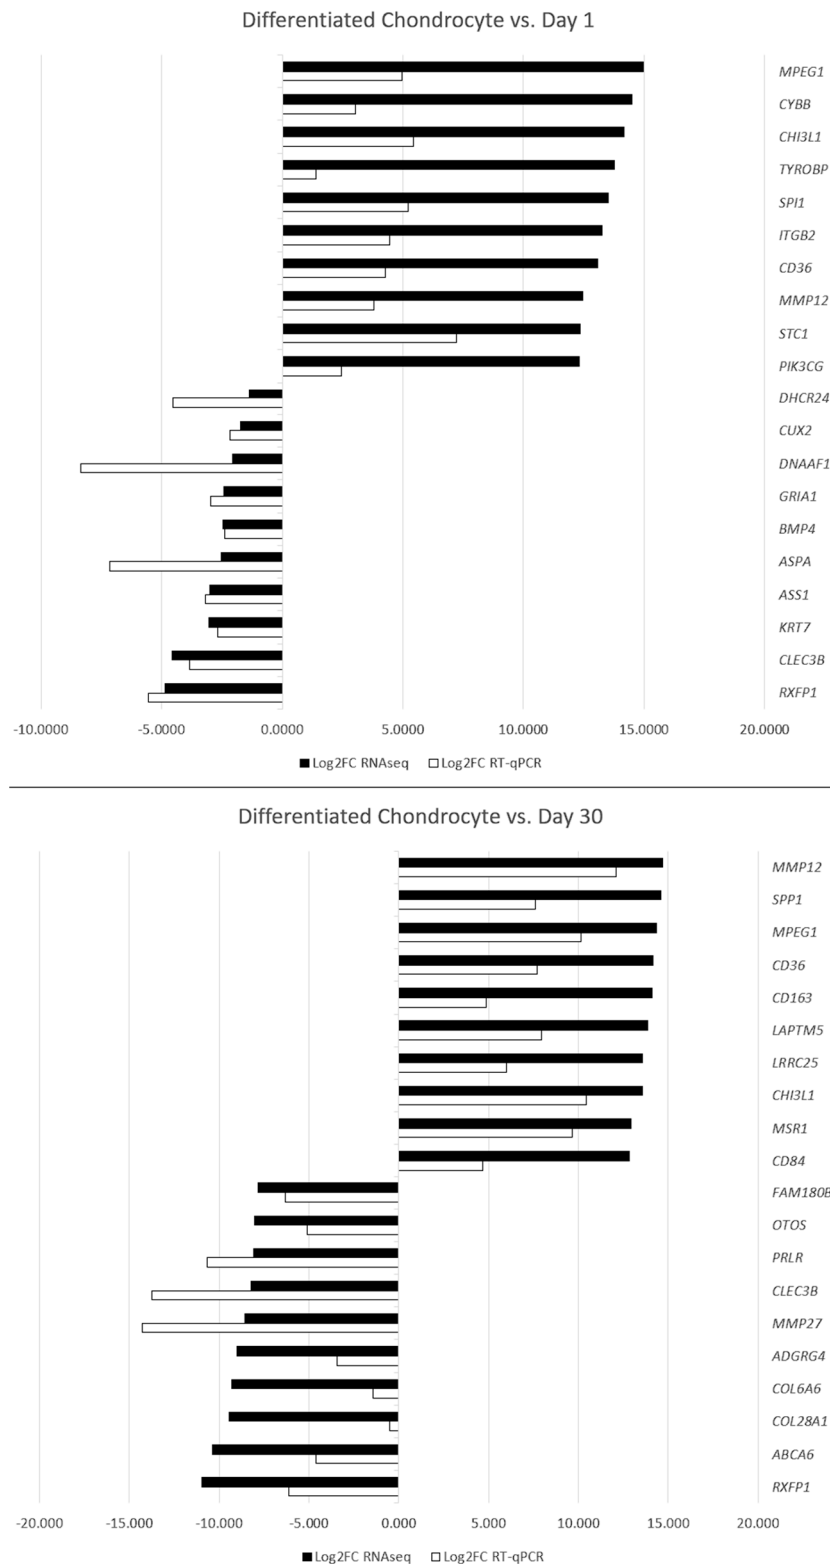 Differentiated Chondrocyte vs. Day 1
MPEG1
CYBB
CHI3L1
TYROBP
SPI1
ITGB2
CD36
MMP12
STC1
PIK3CG
DHCR24
CUX2
DNAAF1
GRIA1
BMP4
ASPA
ASS1
KRT7
CLEC3B
RXFP1
-10.0000 -5.0000 0.0000 5.0000 10.0000 15.0000 20.0000
Log2FC RNAseq Log2FC RT-qPCR
Differentiated Chondrocyte vs. Day 30
MMP12
SPP1
MPEG1
CD36
CD163
LAPTM5
LRRC25
CHI3L1
MSR1
CD84
FAM180B
OTOS
PRLR
CLEC3B
MMP27
ADGRG4
COL6A6
COL28A1
ABCA6
RXFP1
-20.000 -15.000 -10.000 -5.000 0.000 5.000 10.000 15.000 20.000
Log2FC RNAseq Log2FC RT-qPCR